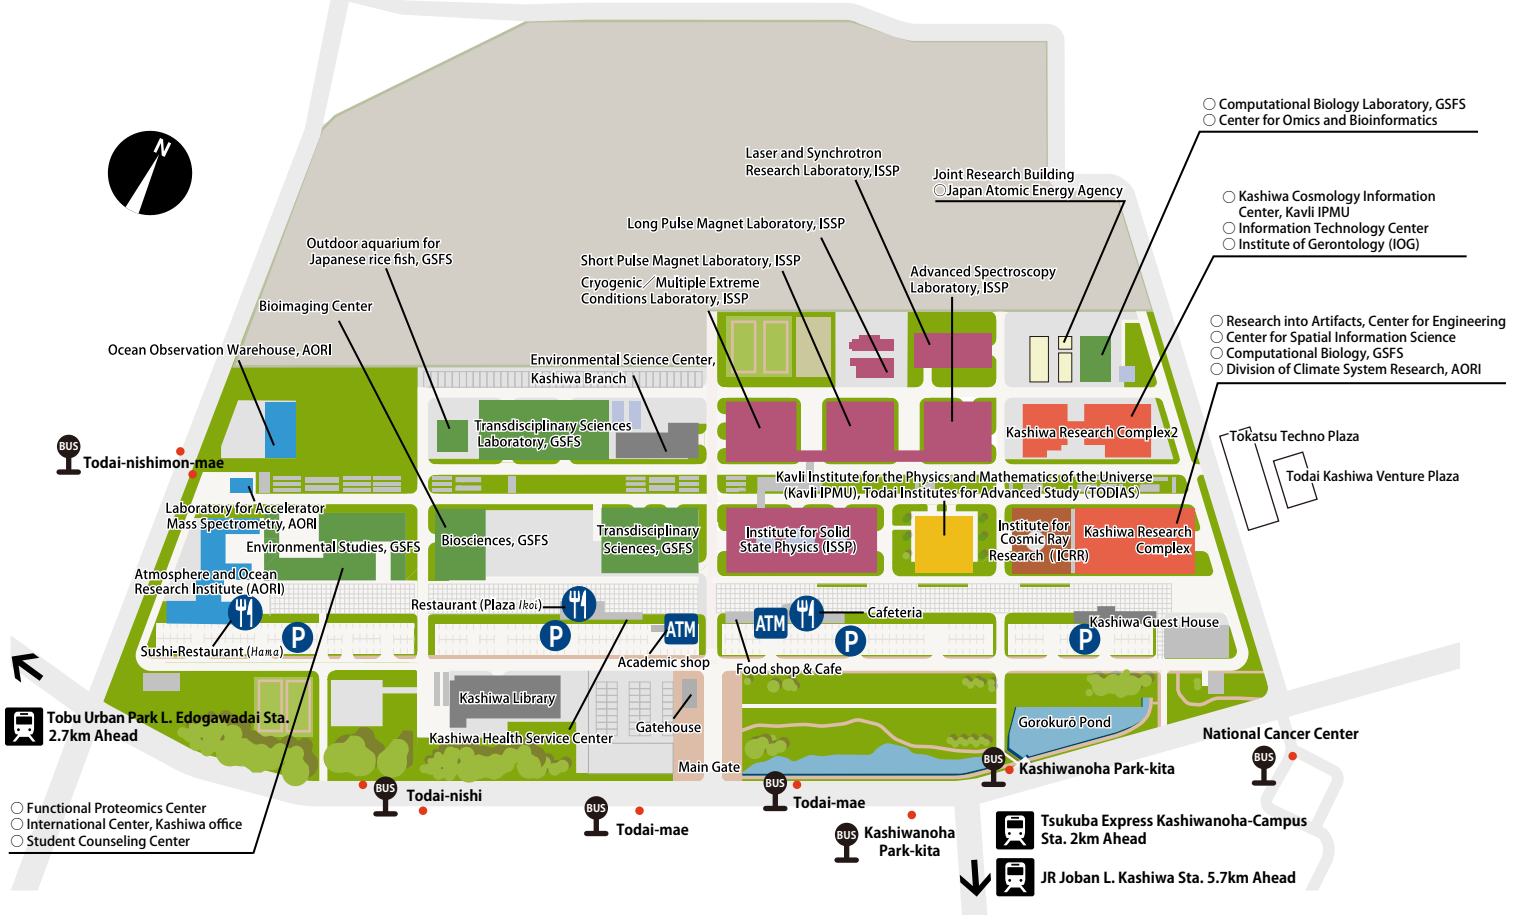 N
○ Computational Biology Laboratory, GSFS
○ Center for Omics and Bioinformatics
Laser and Synchrotron
Research Laboratory, ISSP
Joint Research Building
○Japan Atomic Energy Agency
○ Kashiwa Cosmology Information
Center, Kavli IPMU
○ Information Technology Center
○ Institute of Gerontology (IOG)
Long Pulse Magnet Laboratory, ISSP
Outdoor aquarium for
Japanese rice fish, GSFS
Short Pulse Magnet Laboratory, ISSP
Cryogenic／Multiple Extreme
Conditions Laboratory, ISSP
Advanced Spectroscopy
Laboratory, ISSP
Bioimaging Center
○ Research into Artifacts, Center for Engineering
○ Center for Spatial Information Science
○ Computational Biology, GSFS
○ Division of Climate System Research, AORI
Ocean Observation Warehouse, AORI
Environmental Science Center,
Kashiwa Branch
Transdisciplinary Sciences
Laboratory, GSFS
Kashiwa Research Complex2
Tokatsu Techno Plaza
BUS
Todai-nishimon-mae
Todai Kashiwa Venture Plaza
Kavli Institute for the Physics and Mathematics of the Universe
(Kavli IPMU), Todai Institutes for Advanced Study (TODIAS)
Laboratory for Accelerator
Mass Spectrometry, AORI
Environmental Studies, GSFS
Biosciences, GSFS
Transdisciplinary
Sciences, GSFS
Institute for Solid
State Physics (ISSP)
Institute for
Cosmic Ray
Research (ICRR)
Kashiwa Research
Complex
Atmosphere and Ocean
Research Institute (AORI)
Restaurant (Plaza Ikoi)
Cafeteria
ATM
ATM
Kashiwa Guest House
P
P
P
P
Sushi-Restaurant (Hama)
Academic shop
Food shop & Cafe
Kashiwa Library
Gatehouse
Kashiwa Health Service Center
Gorokurō Pond
Tobu Urban Park L. Edogawadai Sta.
2.7km Ahead
National Cancer Center
BUS
Main Gate
BUS
Kashiwanoha Park-kita
BUS
Todai-nishi
BUS
Todai-mae
BUS
Todai-mae
BUS
Kashiwanoha
Park-kita
○ Functional Proteomics Center
○ International Center, Kashiwa office
○ Student Counseling Center
Tsukuba Express Kashiwanoha-Campus
Sta. 2km Ahead
JR Joban L. Kashiwa Sta. 5.7km Ahead